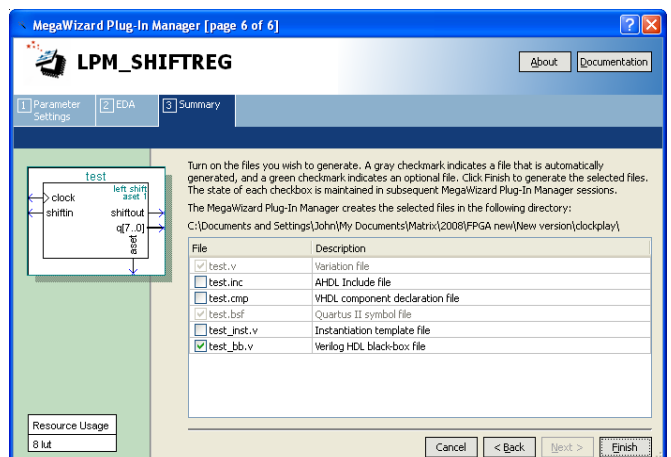 MegaWizard Plug-In Manager [page 6 of 6]
LPM_SHIFTREG
About
Documentation
1 Parameter Settings
2 EDA
3 Summary
test
left shift
aset 1
clock
shiftin
shiftout
q[7..0]
aset
Turn on the files you wish to generate. A gray checkmark indicates a file that is automatically
generated, and a green checkmark indicates an optional file. Click Finish to generate the selected files.
The state of each checkbox is maintained in subsequent MegaWizard Plug-In Manager sessions.
The MegaWizard Plug-In Manager creates the selected files in the following directory:
C:\Documents and Settings\John\My Documents\Matrix\2008\FPGA new\New version\clockplay\
File Description
test.v Variation file
test.inc AHDL Include file
test.cmp VHDL component declaration file
test.bsf Quartus II symbol file
test_inst.v Instantiation template file
test_bb.v Verilog HDL black-box file
Resource Usage
8 lut
Cancel
< Back
Next >
Finish